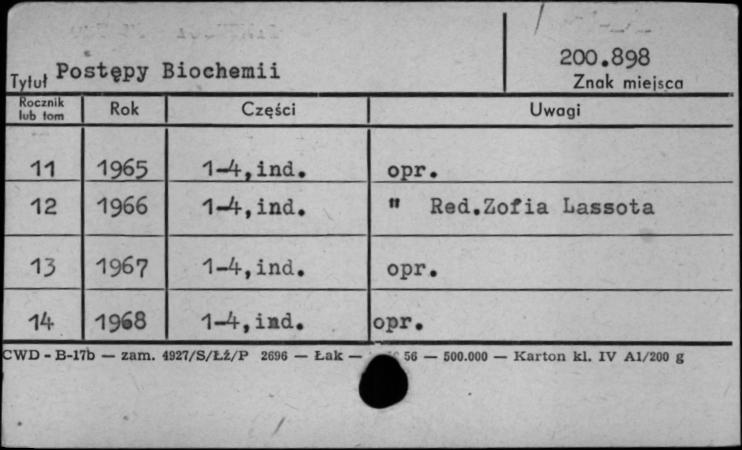 200.898
Tytuł Postępy Biochemii
Znak miejsca
Rocznik lub tom Rok Części Uwagi
11 1965 1-4,ind. opr.
12 1966 1-4,ind. " Red.Zofia Lassota
13 1967 1-4,ind. opr.
14 1968 1-4,ind. opr.
CWD - B-17b — zam. 4927/S/Łź/P 2696 — Łak — 56 — 500.000 — Karton kl. IV A1/200 g